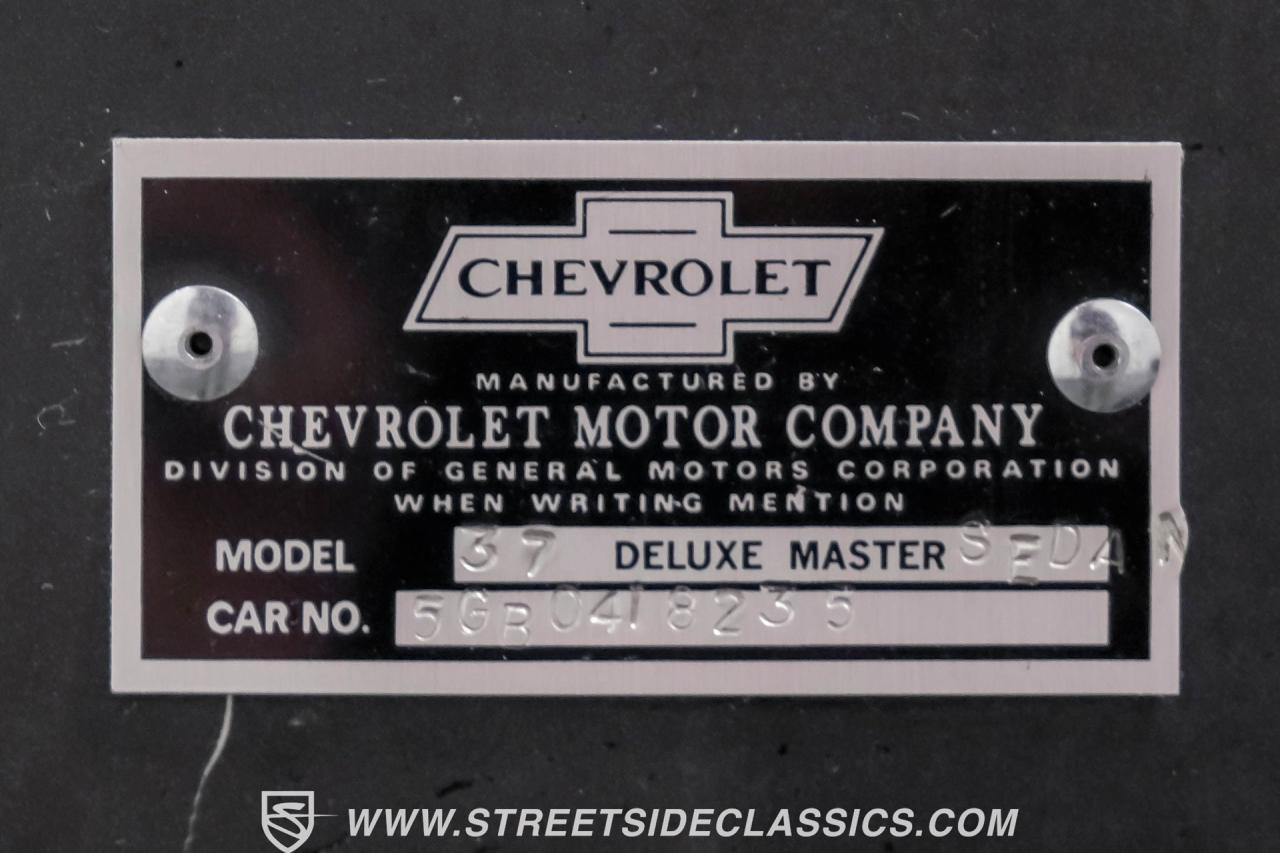 CHEVROLET
MANUFACTURED BY
CHEVROLET MOTOR COMPANY
DIVISION OF GENERAL MOTORS CORPORATION
WHEN WRITING MENTION
MODEL 37 DELUXE MASTER SEDAN
CAR NO. 5GB0418235
WWW.STREETSIDECLASSICS.COM